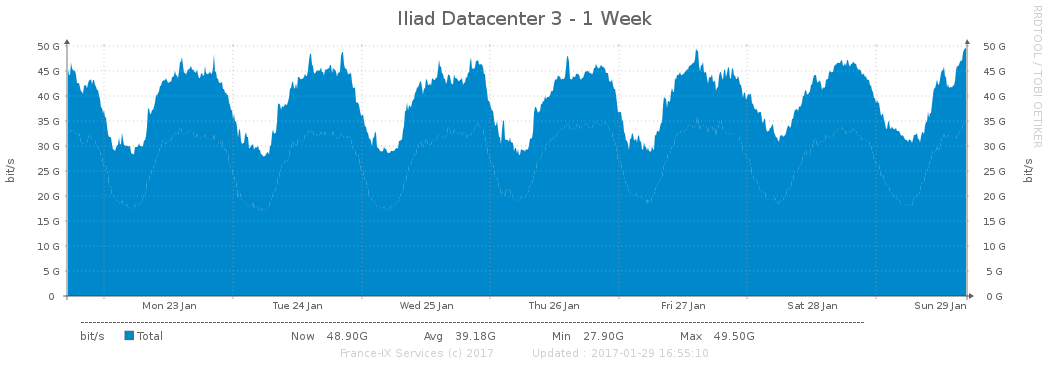 Iliad Datacenter 3 - 1 Week
RRDTOOL / TOBI OETIKER
bit/s
50 G
45 G
40 G
35 G
30 G
25 G
20 G
15 G
10 G
5 G
0
50 G
45 G
40 G
35 G
30 G
25 G
20 G
15 G
10 G
5 G
0 G
bit/s
Mon 23 Jan Tue 24 Jan Wed 25 Jan Thu 26 Jan Fri 27 Jan Sat 28 Jan Sun 29 Jan
bit/s Total Now 48.90G Avg 39.18G Min 27.90G Max 49.50G
France-IX Services (c) 2017 Updated : 2017-01-29 16:55:10